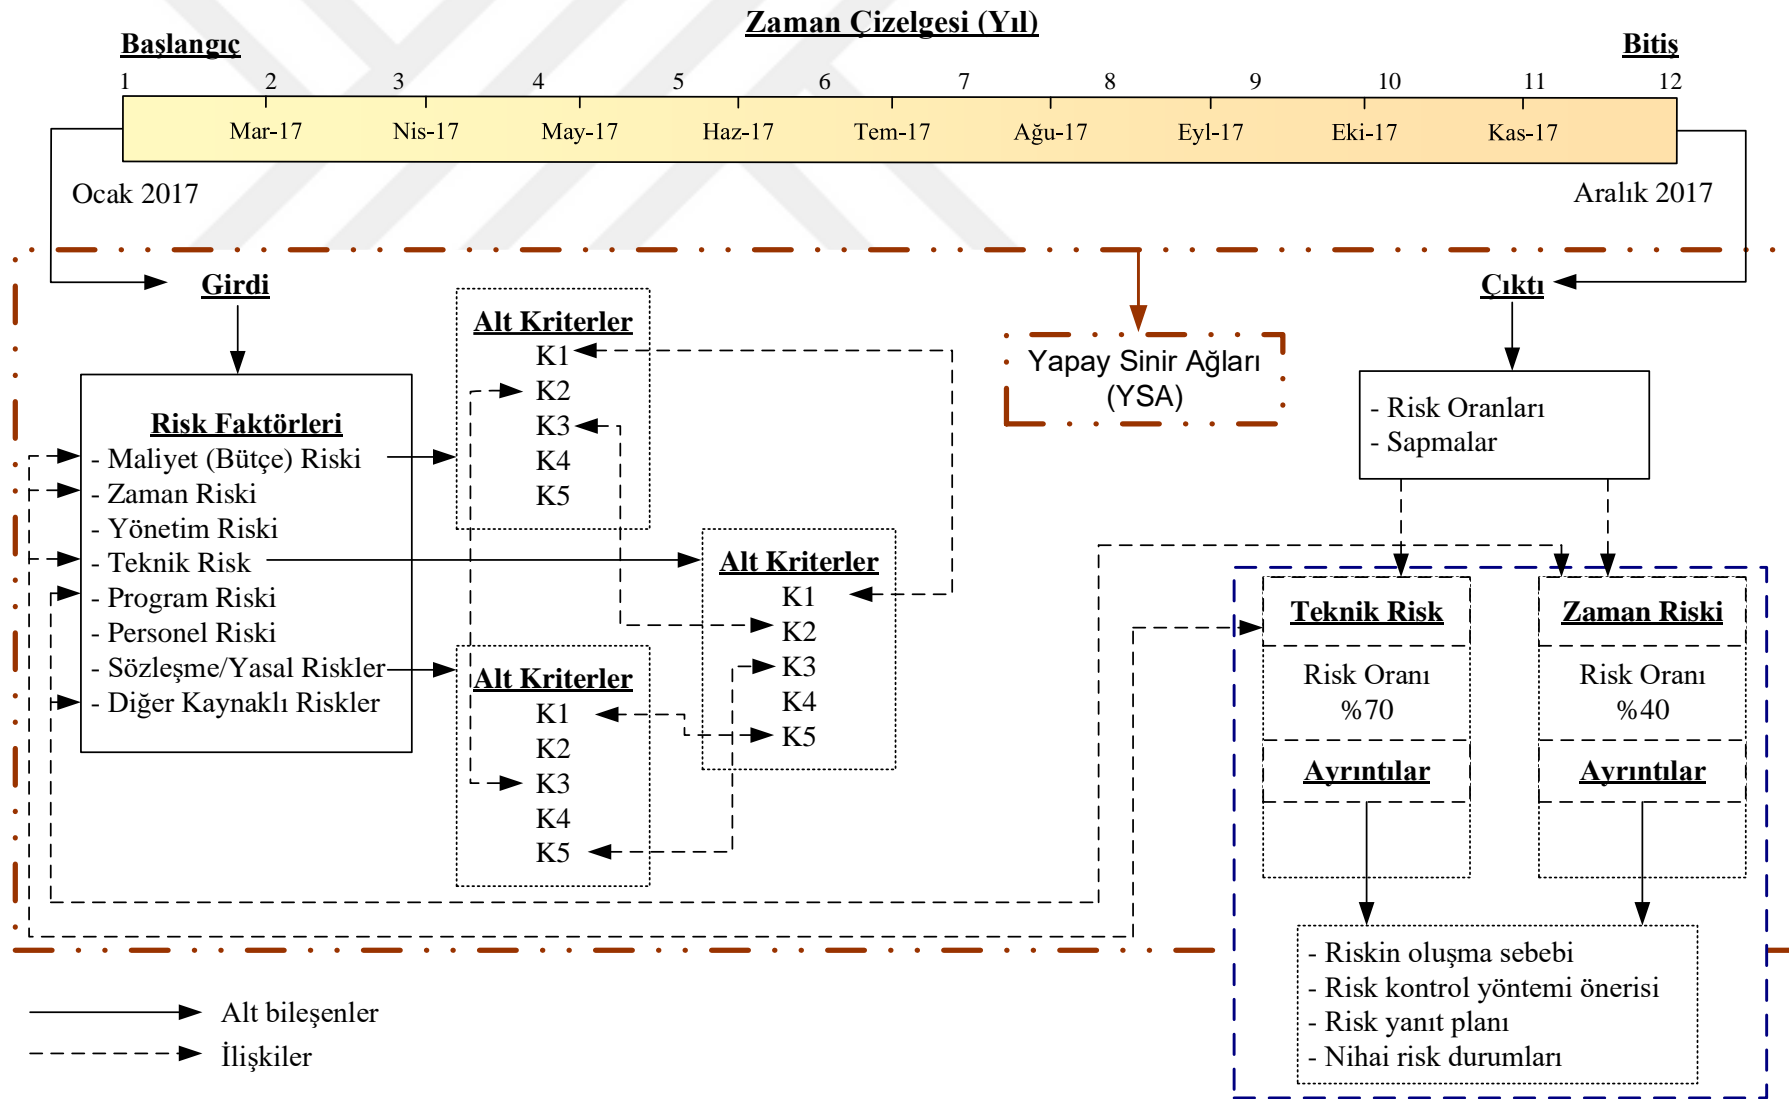 Zaman Çizelgesi (Yıl)
Başlangıç
Bitiş
1 2 3 4 5 6 7 8 9 10 11 12
Mar-17 Nis-17 May-17 Haz-17 Tem-17 Ağu-17 Eyl-17 Eki-17 Kas-17
Ocak 2017
Aralık 2017
Girdi
Risk Faktörleri
- Maliyet (Bütçe) Riski
- Zaman Riski
- Yönetim Riski
- Teknik Risk
- Program Riski
- Personel Riski
- Sözleşme/Yasal Riskler
- Diğer Kaynaklı Riskler
Alt Kriterler
K1
K2
K3
K4
K5
Alt Kriterler
K1
K2
K3
K4
K5
Alt Kriterler
K1
K2
K3
K4
K5
Yapay Sinir Ağları
(YSA)
Çıktı
- Risk Oranları
- Sapmalar
Teknik Risk
Risk Oranı
%70
Ayrıntılar
Zaman Riski
Risk Oranı
%40
Ayrıntılar
- Riskin oluşma sebebi
- Risk kontrol yöntemi önerisi
- Risk yanıt planı
- Nihai risk durumları
Alt bileşenler
İlişkiler